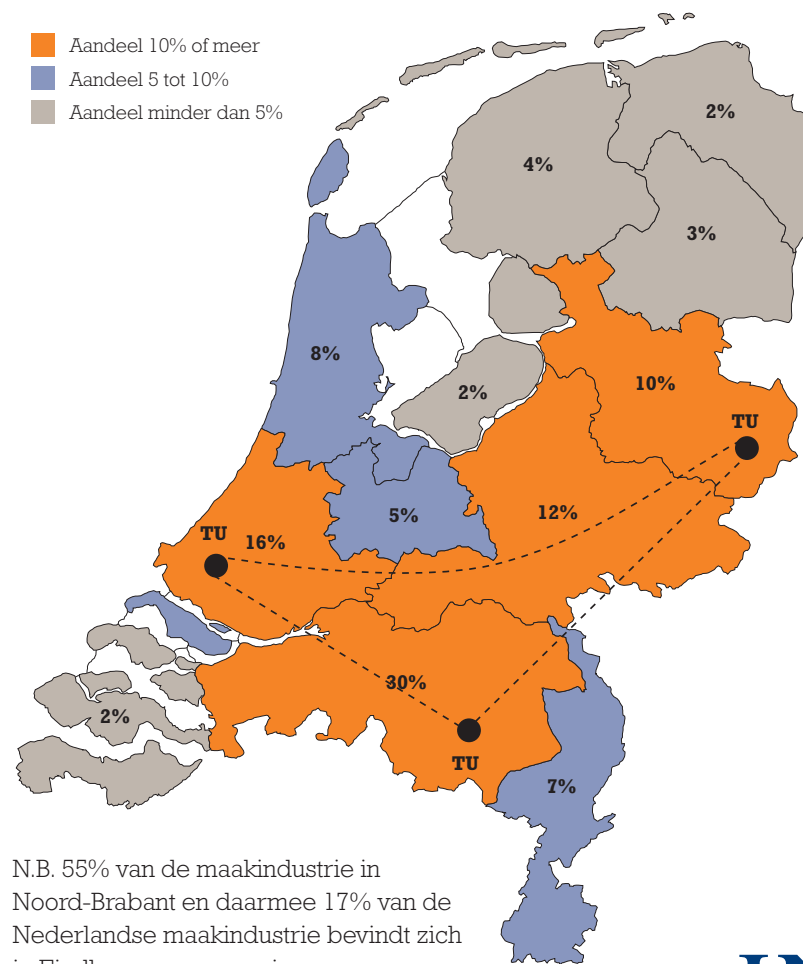 Aandeel 10% of meer
Aandeel 5 tot 10%
Aandeel minder dan 5%
2%
4%
3%
8%
2%
10%
TU
5%
12%
TU
16%
30%
2%
TU
7%
N.B. 55% van de maakindustrie in
Noord-Brabant en daarmee 17% van de
Nederlandse maakindustrie bevindt zich